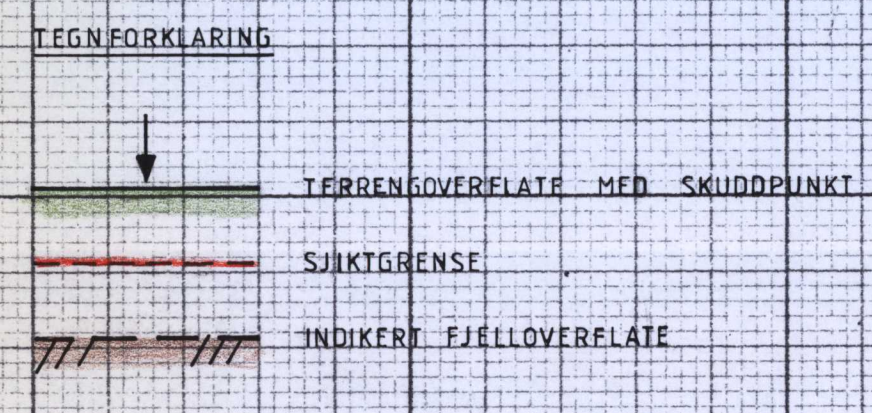 TEGNFORKLARING
TERRENGOVERFLATE MED SKUDDPUNKT
SJIKTGRENSE
INDIKERT FJELLOVERFLATE